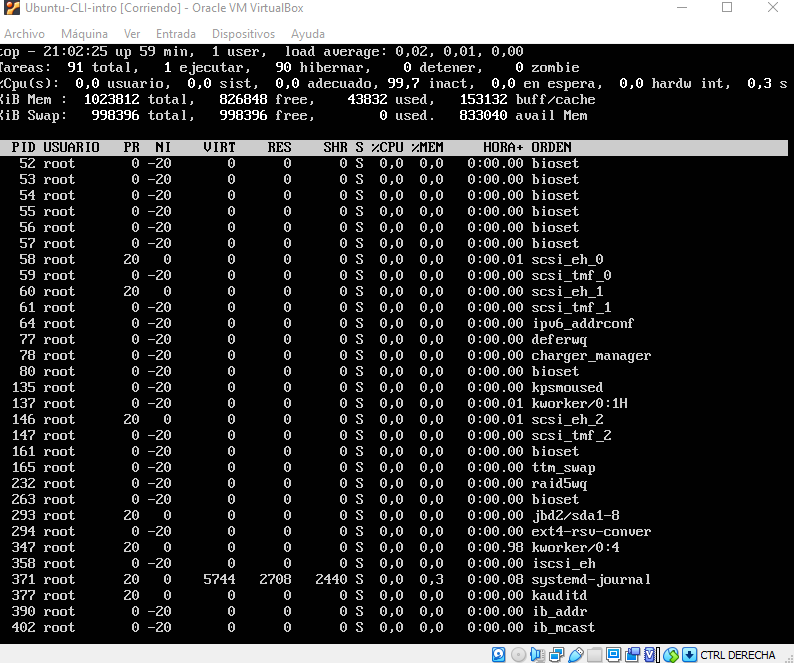 Ubuntu-CLI-intro [Corriendo] - Oracle VM VirtualBox
Archivo Máquina Ver Entrada Dispositivos Ayuda
top - 21:02:25 up 59 min, 1 user, load average: 0,02, 0,01, 0,00
Tareas: 91 total, 1 ejecutar, 90 hibernar, 0 detener, 0 zombie
%Cpu(s): 0,0 usuario, 0,0 sist, 0,0 adecuado, 99,7 inact, 0,0 en espera, 0,0 hardw int, 0,3 s
KiB Mem : 1023812 total, 826848 free, 43832 used, 153132 buff/cache
KiB Swap: 998396 total, 998396 free, 0 used. 833040 avail Mem
PID USUARIO PR NI VIRT RES SHR S %CPU %MEM HORA+ ORDEN
52 root 0 -20 0 0 0 S 0,0 0,0 0:00.00 bioset
53 root 0 -20 0 0 0 S 0,0 0,0 0:00.00 bioset
54 root 0 -20 0 0 0 S 0,0 0,0 0:00.00 bioset
55 root 0 -20 0 0 0 S 0,0 0,0 0:00.00 bioset
56 root 0 -20 0 0 0 S 0,0 0,0 0:00.00 bioset
57 root 0 -20 0 0 0 S 0,0 0,0 0:00.00 bioset
58 root 20 0 0 0 0 S 0,0 0,0 0:00.01 scsi_eh_0
59 root 0 -20 0 0 0 S 0,0 0,0 0:00.00 scsi_tmf_0
60 root 20 0 0 0 0 S 0,0 0,0 0:00.01 scsi_eh_1
61 root 0 -20 0 0 0 S 0,0 0,0 0:00.00 scsi_tmf_1
64 root 0 -20 0 0 0 S 0,0 0,0 0:00.00 ipv6_addrconf
77 root 0 -20 0 0 0 S 0,0 0,0 0:00.00 deferwq
78 root 0 -20 0 0 0 S 0,0 0,0 0:00.00 charger_manager
80 root 0 -20 0 0 0 S 0,0 0,0 0:00.00 bioset
135 root 0 -20 0 0 0 S 0,0 0,0 0:00.00 kpsmoused
137 root 0 -20 0 0 0 S 0,0 0,0 0:00.01 kworker/0:1H
146 root 20 0 0 0 0 S 0,0 0,0 0:00.01 scsi_eh_2
147 root 0 -20 0 0 0 S 0,0 0,0 0:00.00 scsi_tmf_2
161 root 0 -20 0 0 0 S 0,0 0,0 0:00.00 bioset
165 root 0 -20 0 0 0 S 0,0 0,0 0:00.00 ttm_swap
232 root 0 -20 0 0 0 S 0,0 0,0 0:00.00 raid5wq
263 root 0 -20 0 0 0 S 0,0 0,0 0:00.00 bioset
293 root 20 0 0 0 0 S 0,0 0,0 0:00.00 jbd2/sda1-8
294 root 0 -20 0 0 0 S 0,0 0,0 0:00.00 ext4-rsv-conver
347 root 20 0 0 0 0 S 0,0 0,0 0:00.98 kworker/0:4
358 root 0 -20 0 0 0 S 0,0 0,0 0:00.00 iscsi_eh
371 root 20 0 5744 2708 2440 S 0,0 0,3 0:00.08 systemd-journal
377 root 20 0 0 0 0 S 0,0 0,0 0:00.00 kauditd
390 root 0 -20 0 0 0 S 0,0 0,0 0:00.00 ib_addr
402 root 0 -20 0 0 0 S 0,0 0,0 0:00.00 ib_mcast
CTRL DERECHA